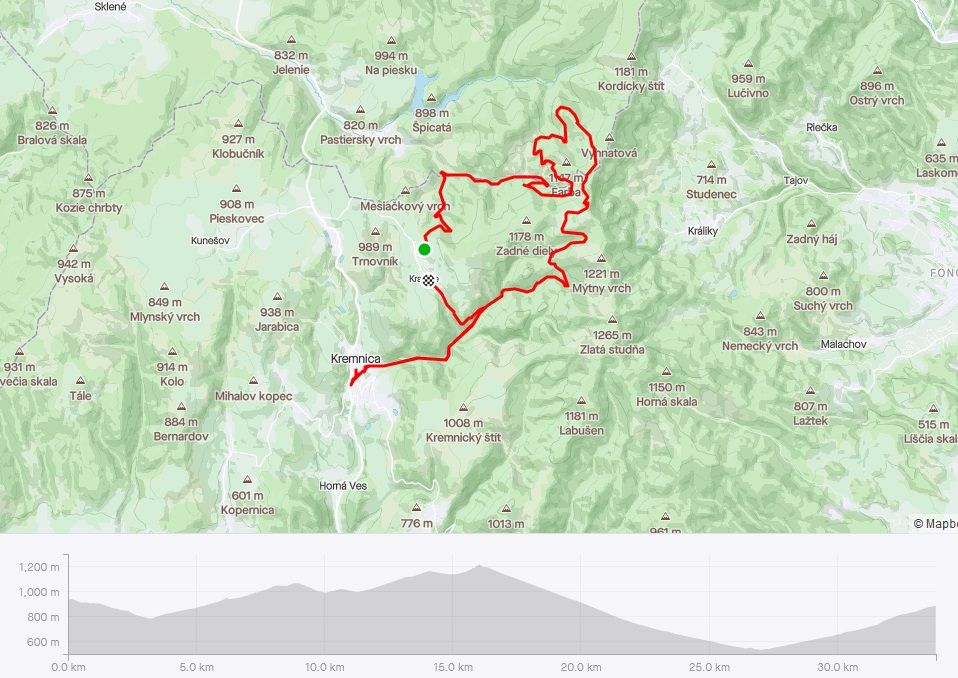 Sklené
832 m
Jelenie
994 m
Na piesku
1181 m
Kordícky štít
959 m
Lučivno
896 m
Ostrý vrch
826 m
Bralová skala
927 m
Klobučník
820 m
Pastiersky vrch
898 m
Špicatá
Riečka
Vyhnatová
635 m
Laskom
875 m
Kozie chrbty
908 m
Pieskovec
Mesiačkový vrch
1147 m
Farba
714 m
Studenec
Tajov
Kunešov
989 m
Trnovník
1178 m
Zadné diely
Králiky
Zadný háj
942 m
Vysoká
1221 m
Mýtny vrch
FONC
849 m
Mlynský vrch
938 m
Jarabica
800 m
Suchý vrch
1265 m
Zlatá studňa
843 m
Nemecký vrch
Malachov
931 m
večia skala
914 m
Kolo
Kremnica
Tále
Mihalov kopec
1150 m
Horná skala
884 m
Bernardov
1008 m
Kremnický štít
1181 m
Labušen
807 m
Lažtek
515 m
Líščia skal
601 m
Kopernica
Horná Ves
776 m
1013 m
961 m
© Mapbo
1,200 m
1,000 m
800 m
600 m
0.0 km
5.0 km
10.0 km
15.0 km
20.0 km
25.0 km
30.0 km